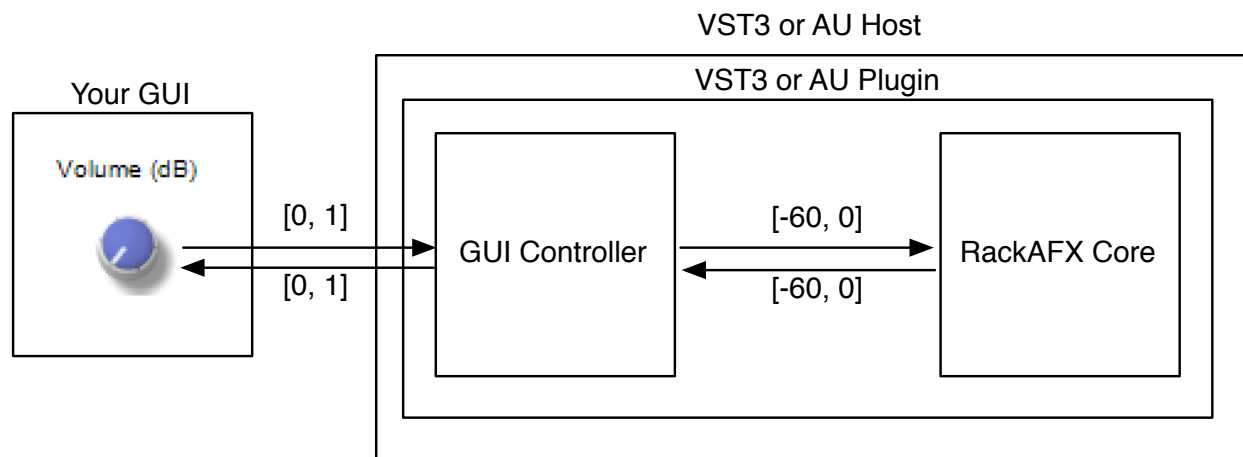 VST3 or AU Host
VST3 or AU Plugin
Your GUI
Volume (dB)
[0, 1]
[0, 1]
GUI Controller
[-60, 0]
[-60, 0]
RackAFX Core